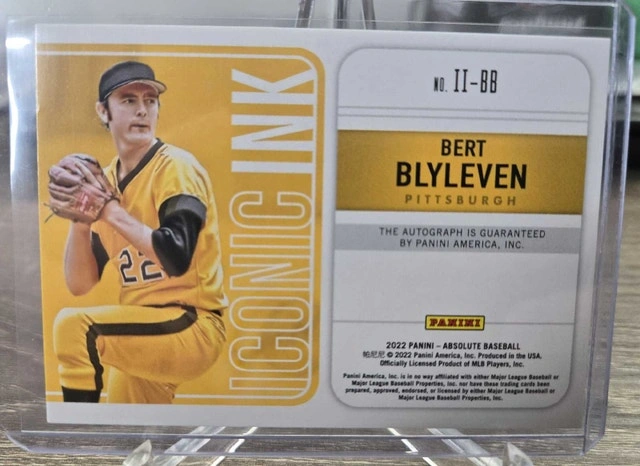 ICONIC INK
22
NO. II-BB
BERT
BLYLEVEN
PITTSBURGH
THE AUTOGRAPH IS GUARANTEED
BY PANINI AMERICA, INC.
PANINI
2022 PANINI – ABSOLUTE BASEBALL
帕尼尼 © 2022 Panini America, Inc. Produced in the USA.
Officially Licensed Product of MLB Players, Inc.
Panini America, Inc. is in no way affiliated with either Major League Baseball or
Major League Baseball Properties, Inc. nor have these trading cards been
prepared, approved, endorsed, or licensed by either Major League Baseball or
Major League Baseball Properties, Inc.